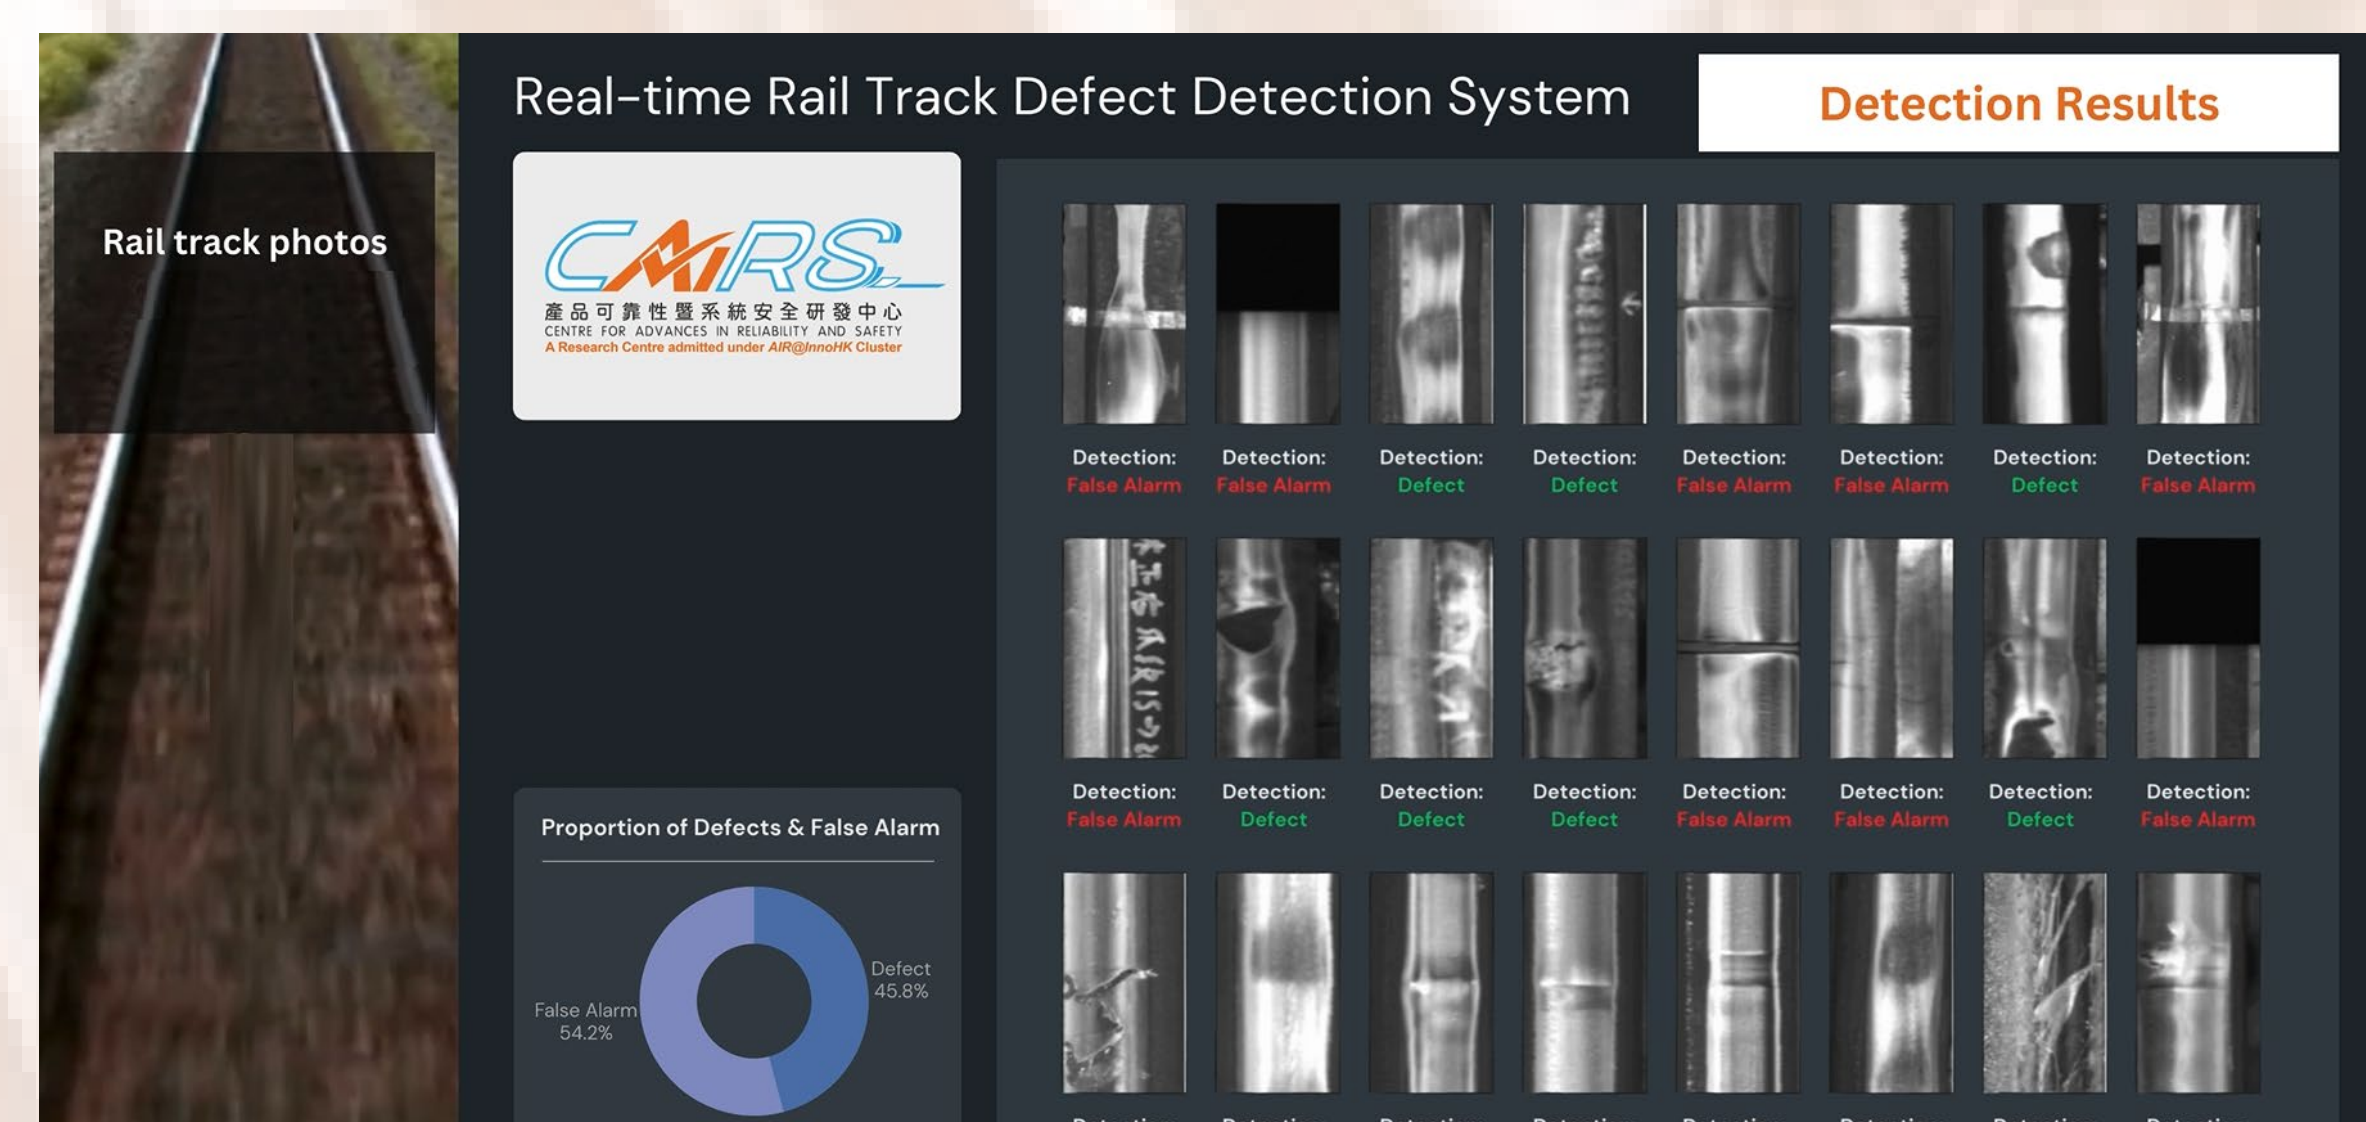 Real-time Rail Track Defect Detection System
Detection Results
Rail track photos
CAiRS
產品可靠性暨系統安全研發中心
CENTRE FOR ADVANCES IN RELIABILITY AND SAFETY
A Research Centre admitted under AIR@InnoHK Cluster
Detection: Detection: Detection: Detection: Detection: Detection: Detection: Detection:
False Alarm False Alarm Defect Defect False Alarm False Alarm Defect False Alarm
Detection: Detection: Detection: Detection: Detection: Detection: Detection: Detection:
False Alarm Defect Defect Defect False Alarm False Alarm Defect False Alarm
Proportion of Defects & False Alarm
Defect
45.8%
False Alarm
54.2%